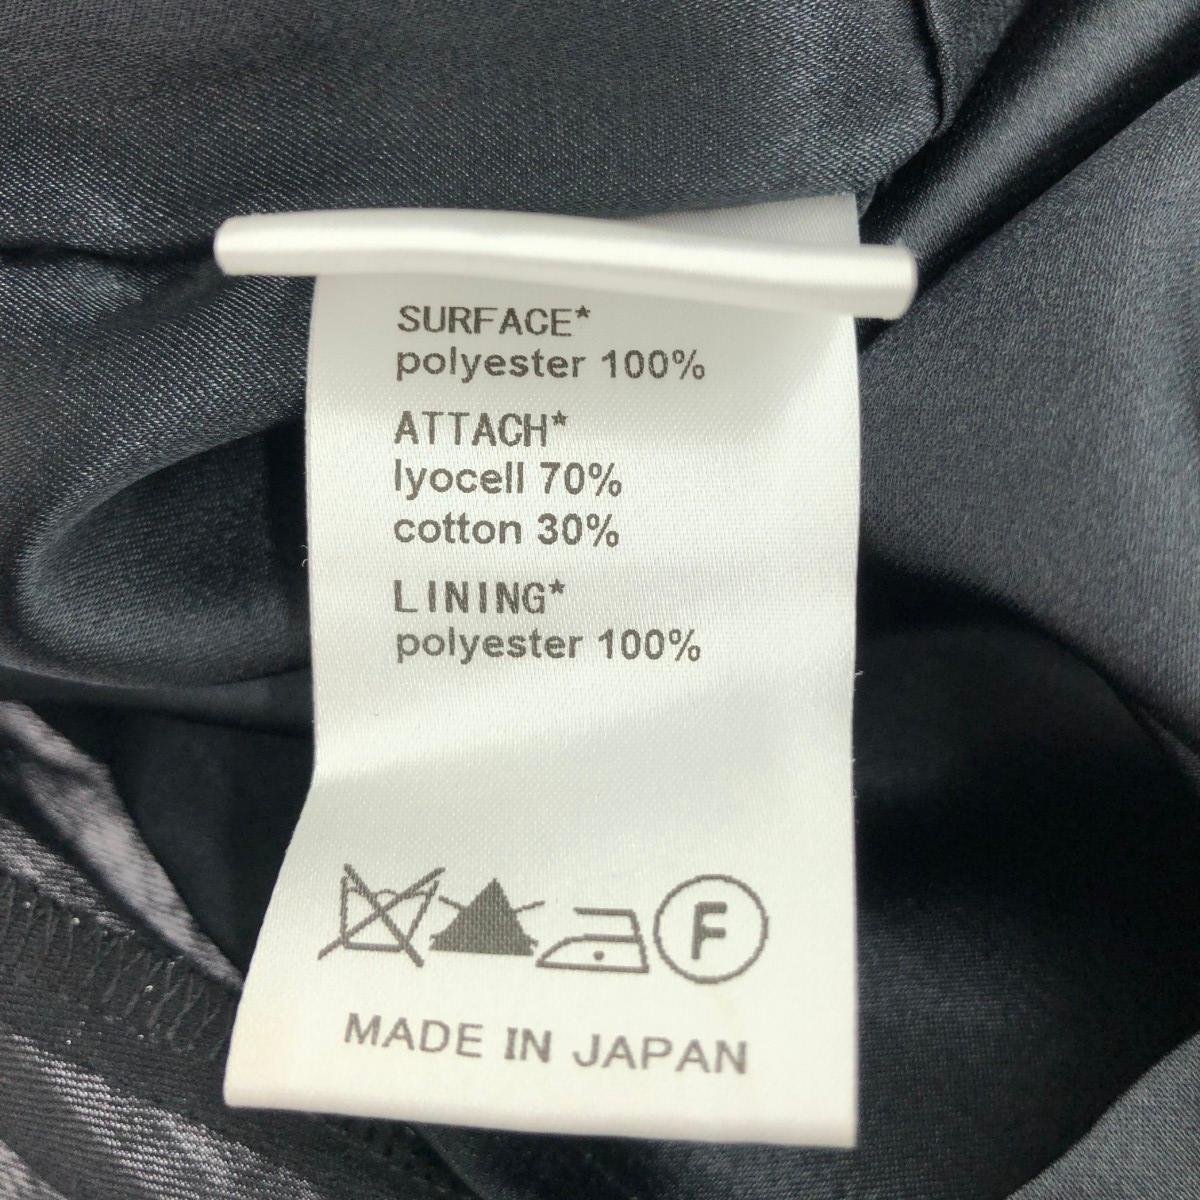 SURFACE*
polyester 100%
ATTACH*
lyocell 70%
cotton 30%
LINING*
polyester 100%
F
MADE IN JAPAN